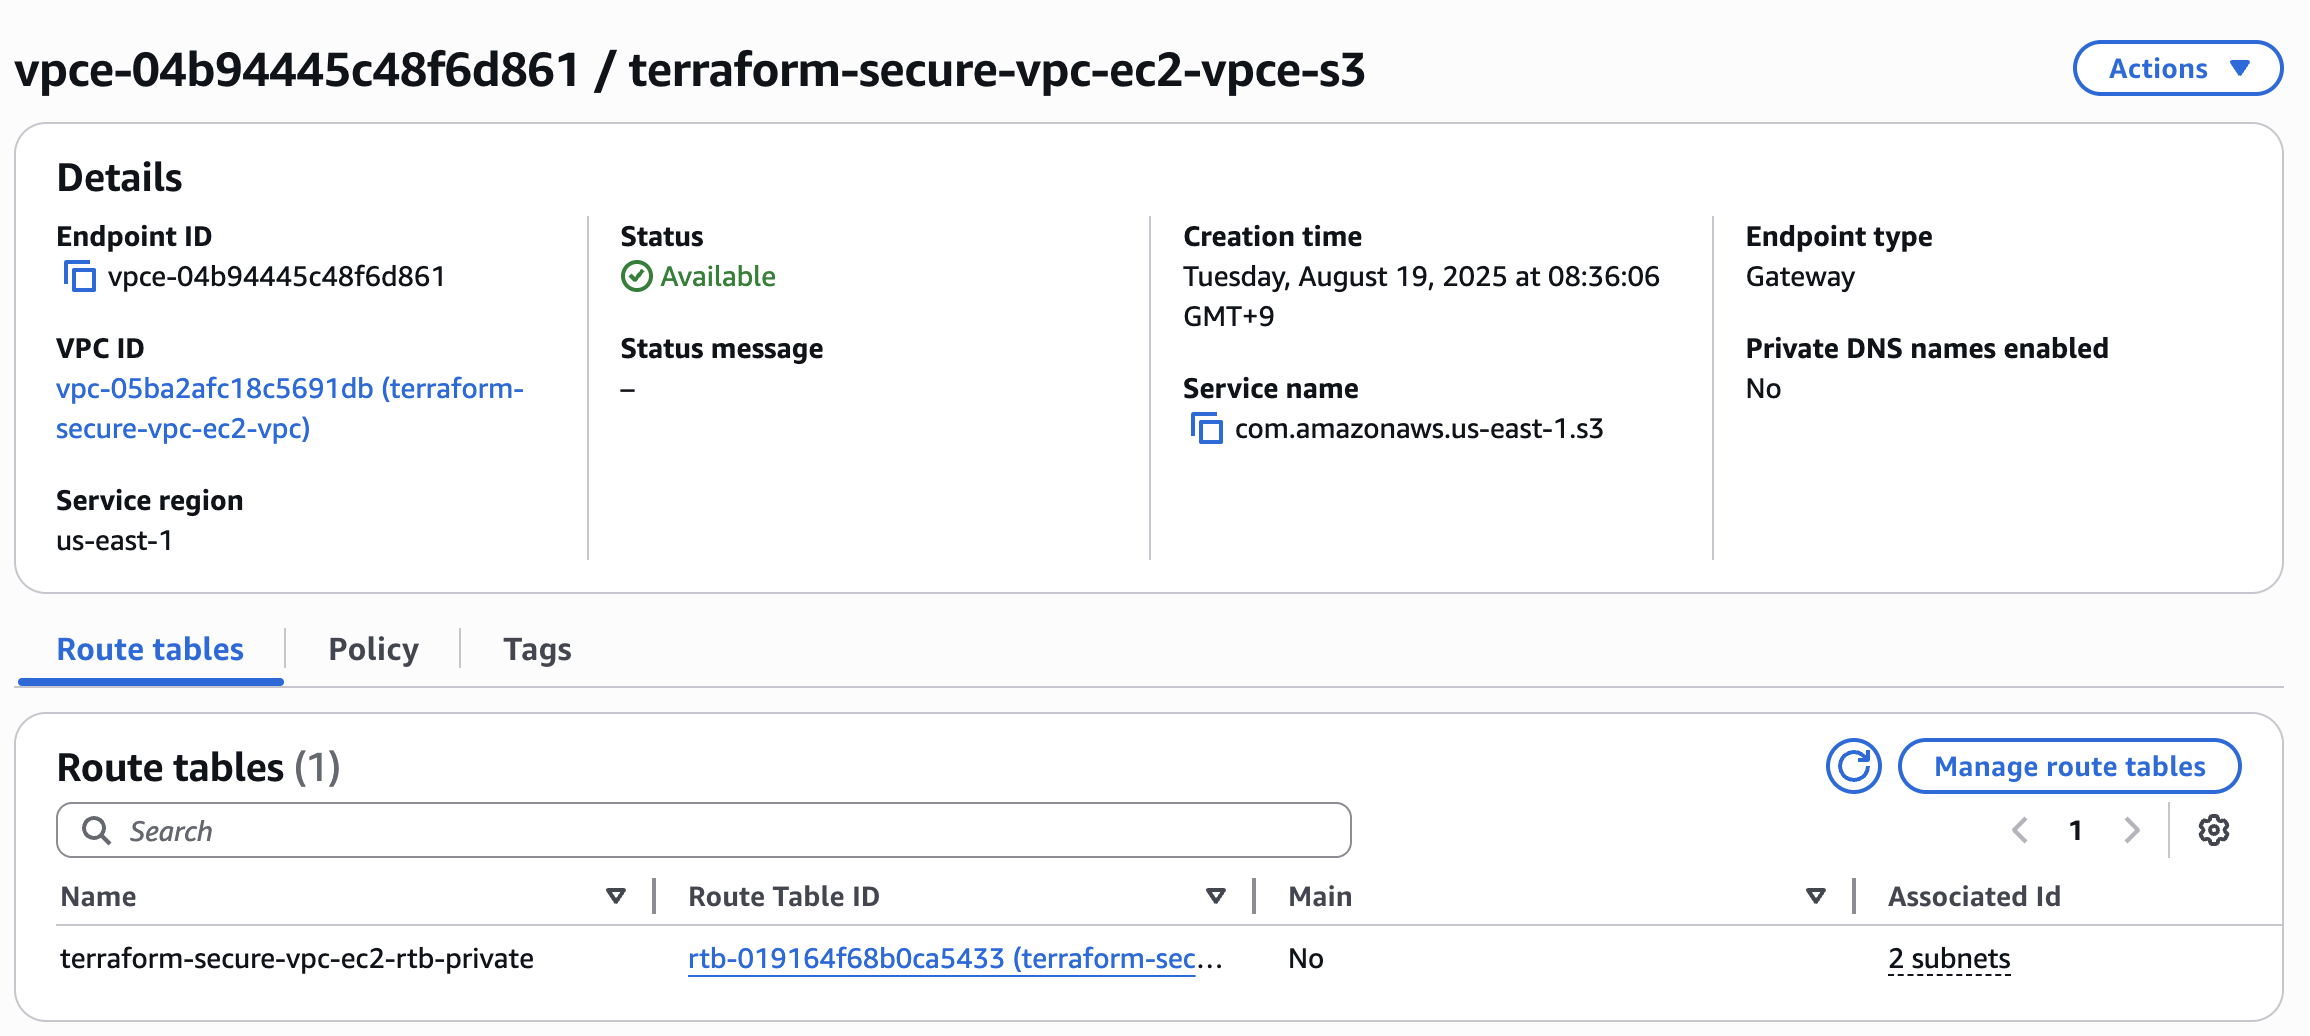 vpce-04b94445c48f6d861 / terraform-secure-vpc-ec2-vpce-s3
Actions
Details
Endpoint ID
vpce-04b94445c48f6d861
VPC ID
vpc-05ba2afc18c5691db (terraform-
secure-vpc-ec2-vpc)
Service region
us-east-1
Status
Available
Status message
–
Creation time
Tuesday, August 19, 2025 at 08:36:06
GMT+9
Service name
com.amazonaws.us-east-1.s3
Endpoint type
Gateway
Private DNS names enabled
No
Route tables
Policy
Tags
Route tables (1)
Manage route tables
Search
1
Name
Route Table ID
Main
Associated Id
terraform-secure-vpc-ec2-rtb-private
rtb-019164f68b0ca5433 (terraform-sec...
No
2 subnets